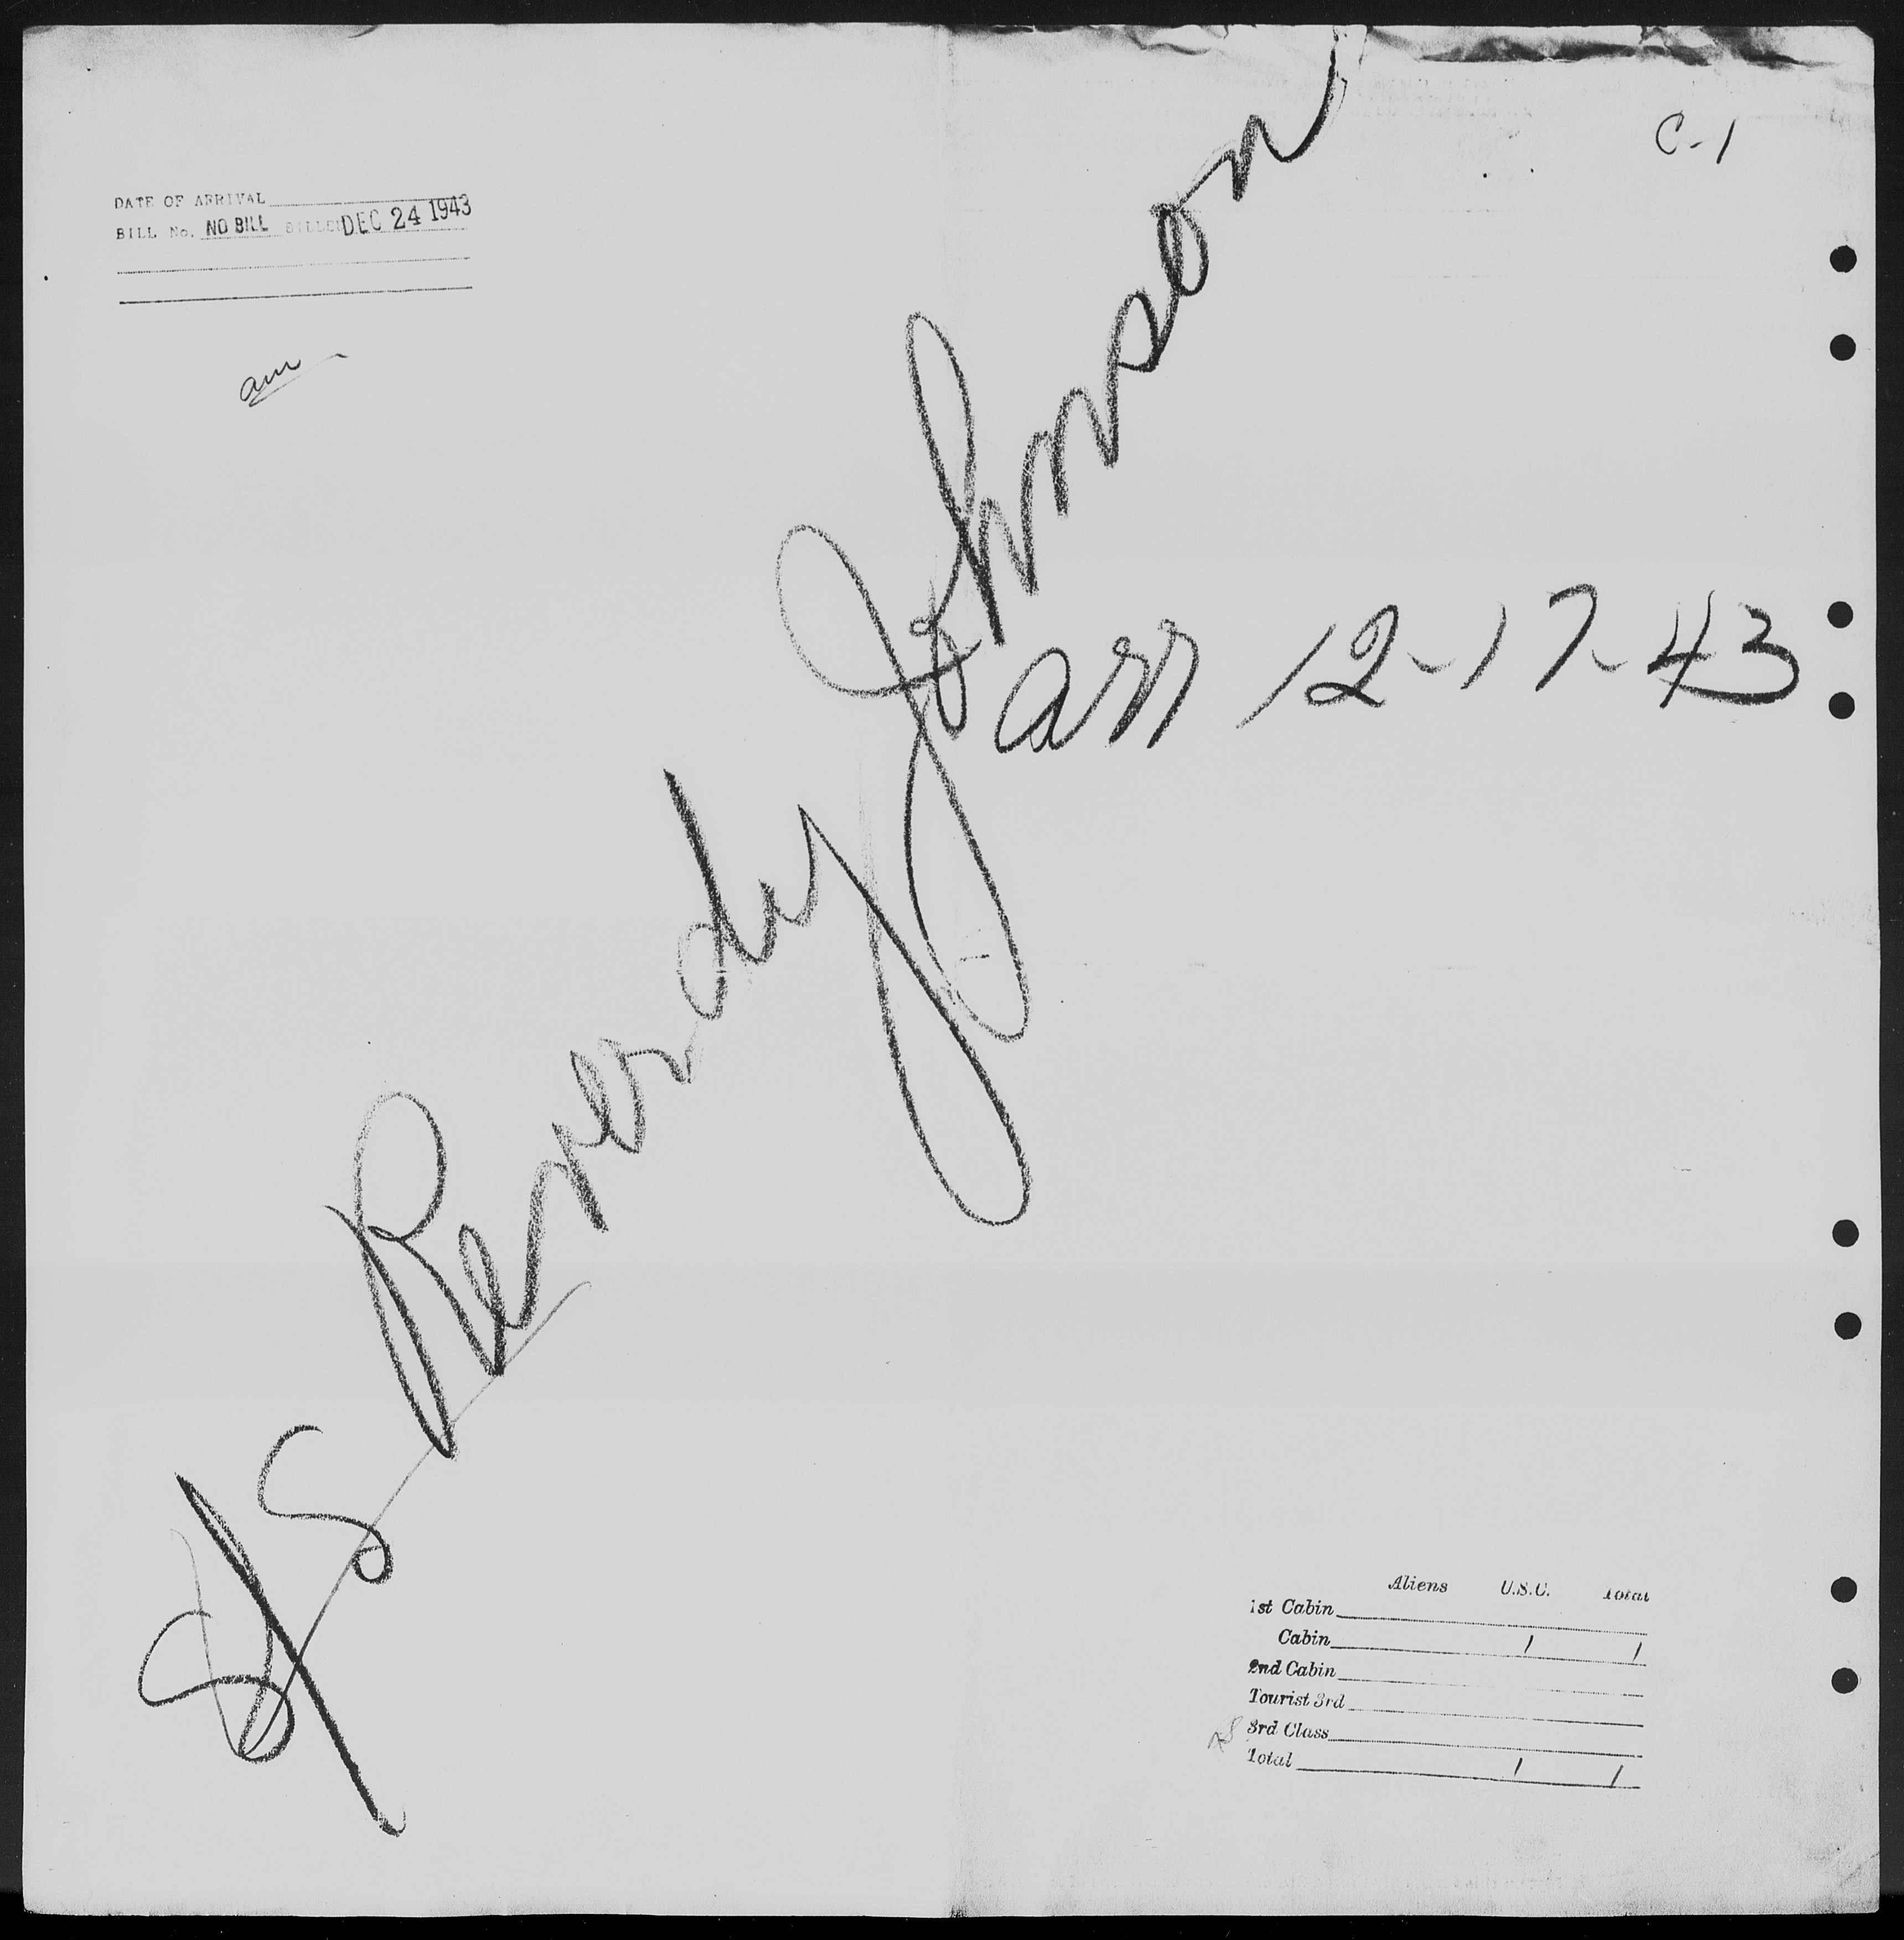 C-1
DATE OF ARRIVAL
BILL No. NO BILL BILLED DEC 24 1943
am
S/S Reverdy Johnson
arr 12-17-43
Aliens U.S.C. Total
1st Cabin
Cabin 1 1
2nd Cabin
Tourist 3rd
3rd Class
Total 1 1